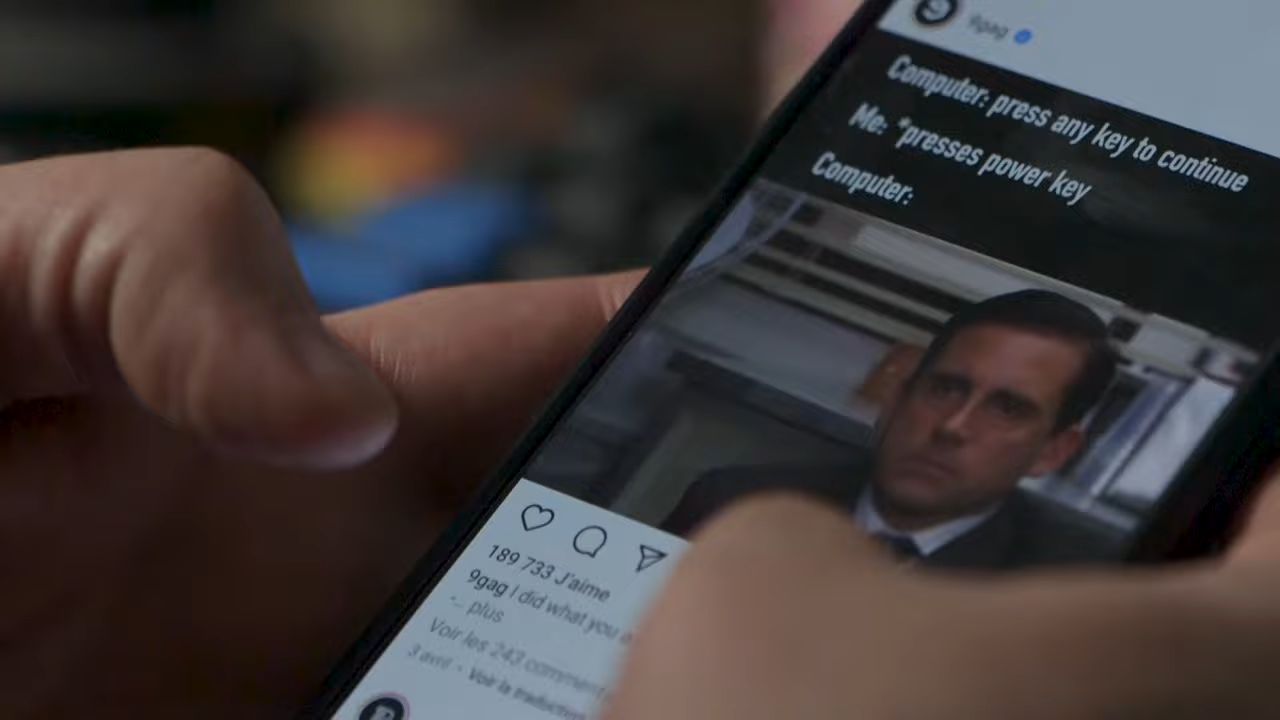 9gag
Computer: press any key to continue
Me: *presses power key
Computer:
189 733 J'aime
9gag I did what you
... plus
Voir les 243 comment
3 avril · Voir la traduction